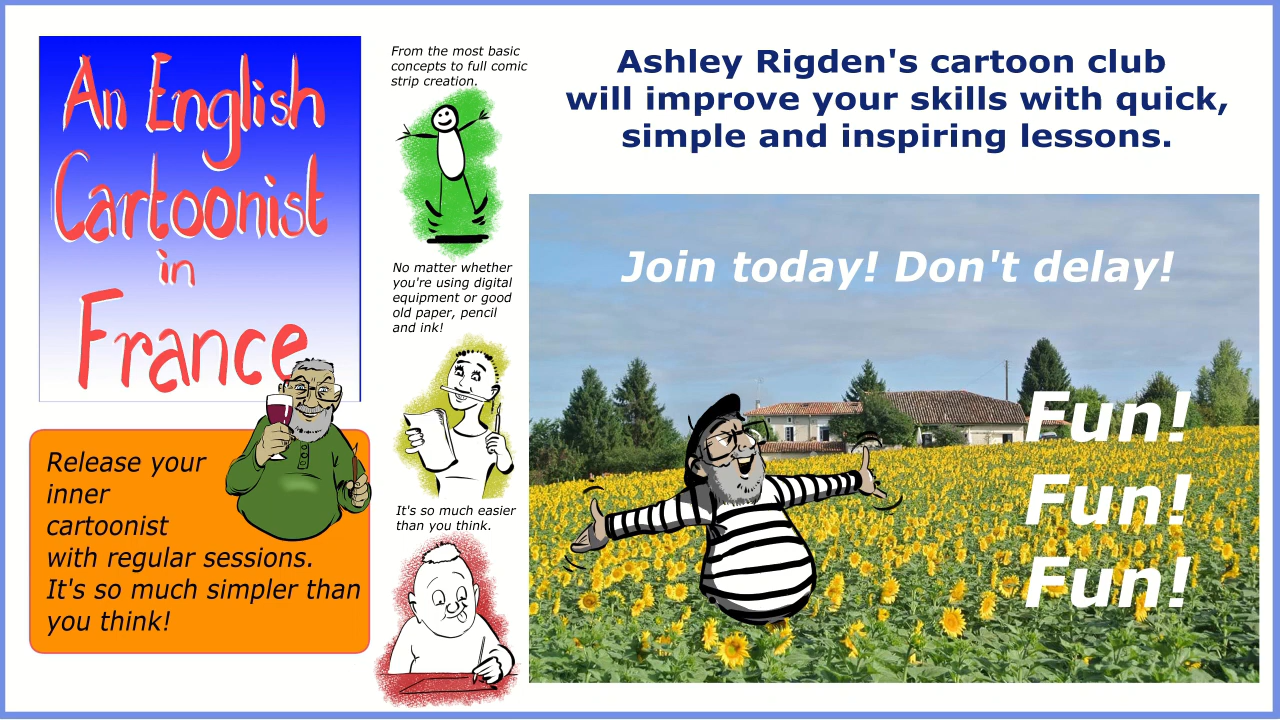 An English
Cartoonist
in
France
Release your
inner
cartoonist
with regular sessions.
It's so much simpler than
you think!
From the most basic
concepts to full comic
strip creation.
No matter whether
you're using digital
equipment or good
old paper, pencil
and ink!
It's so much easier
than you think.
Ashley Rigden's cartoon club
will improve your skills with quick,
simple and inspiring lessons.
Join today! Don't delay!
Fun!
Fun!
Fun!